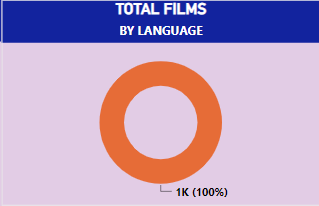 TOTAL FILMS
BY LANGUAGE
1K (100%)